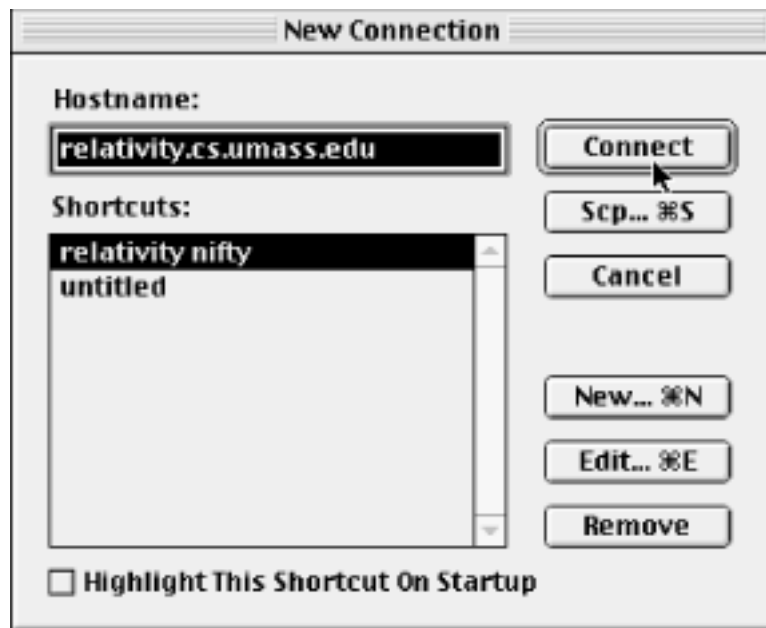 New Connection
Hostname:
relativity.cs.umass.edu
Connect
Shortcuts:
Scp... ⌘S
relativity nifty
untitled
Cancel
New... ⌘N
Edit... ⌘E
Remove
Highlight This Shortcut On Startup